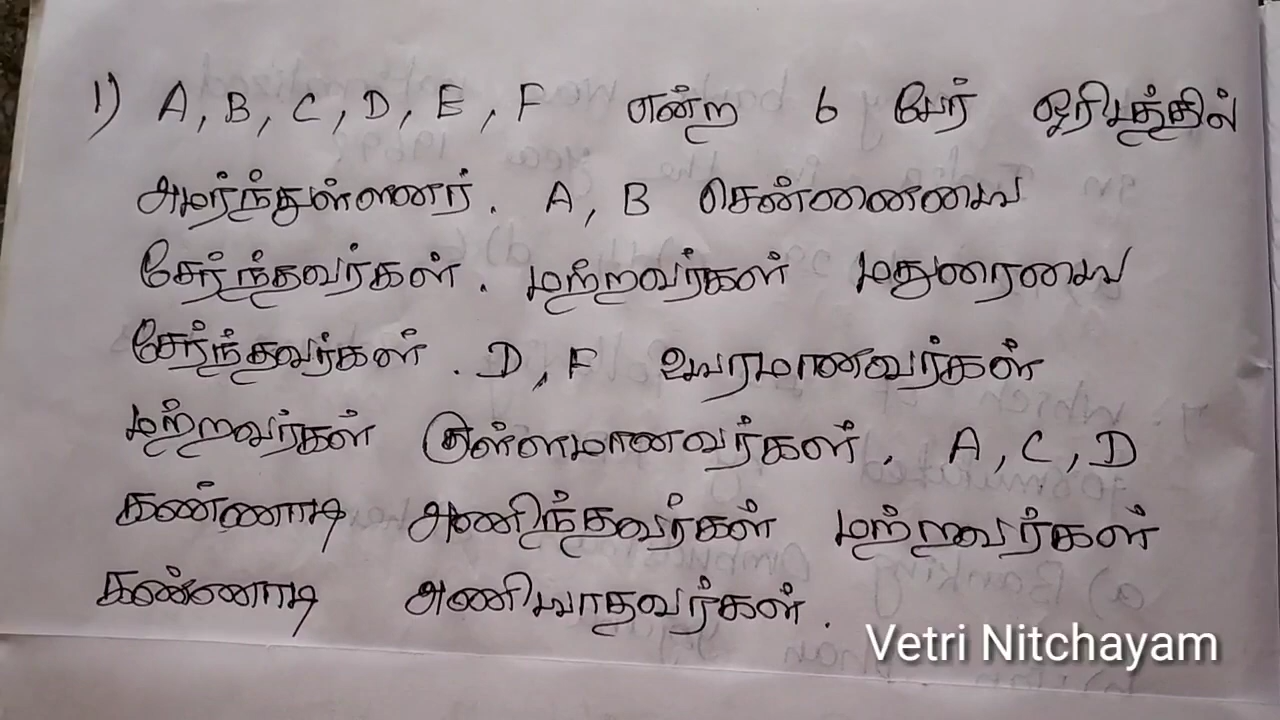 1) A, B, C, D, E, F என்ற 6 பேர் ஓரிடத்தில்
அமர்ந்துள்ளனர். A, B சென்னையை
சேர்ந்தவர்கள். மற்றவர்கள் மதுரையை
சேர்ந்தவர்கள். D, F உயரமானவர்கள்
மற்றவர்கள் குள்ளமானவர்கள். A, C, D
கண்ணாடி அணிந்தவர்கள் மற்றவர்கள்
கண்ணாடி அணியாதவர்கள்.
Vetri Nitchayam